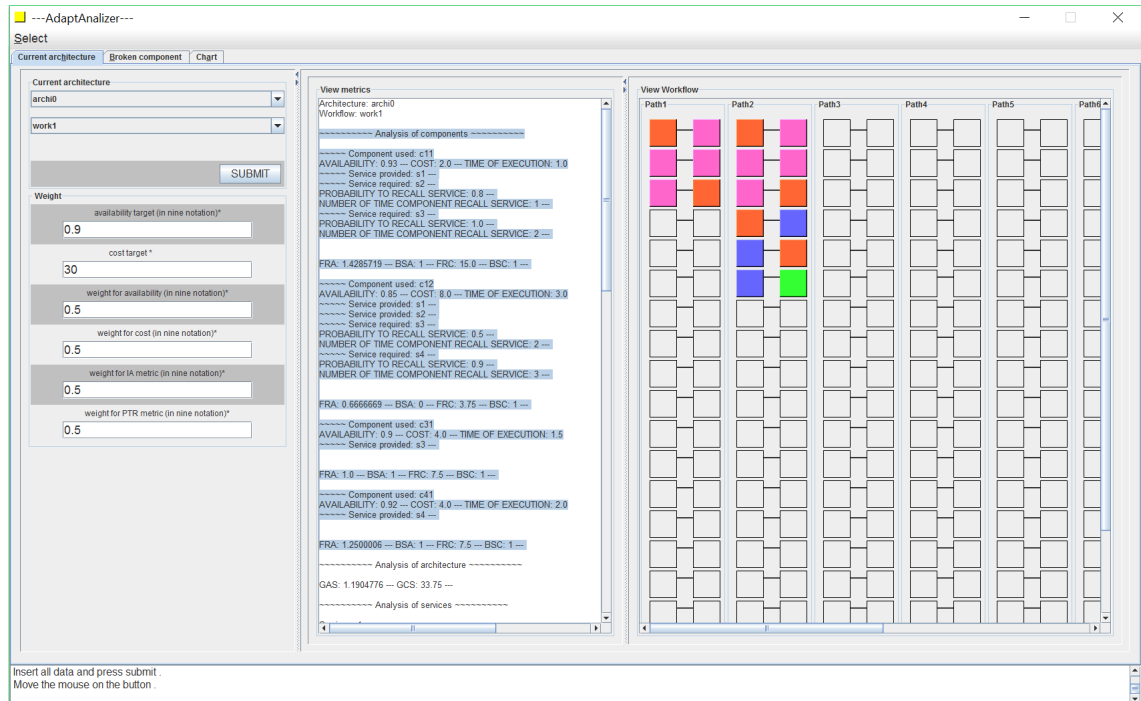 ---AdaptAnalizer---
Select
Current architecture
Broken component
Chart
Current architecture
archi0
work1
SUBMIT
Weight
availability target (in nine notation)*
0.9
cost target *
30
weight for availability (in nine notation)*
0.5
weight for cost (in nine notation)*
0.5
weight for IA metric (in nine notation)*
0.5
weight for PTR metric (in nine notation)*
0.5
View metrics
Architecture: archi0
Workflow: work1
~~~~~~~~~~ Analysis of components ~~~~~~~~~~
~~~~~ Component used: c11
AVAILABILITY: 0.93 --- COST: 2.0 --- TIME OF EXECUTION: 1.0
~~~~~ Service provided: s1 ---
~~~~~ Service required: s2 ---
PROBABILITY TO RECALL SERVICE: 0.8 ---
NUMBER OF TIME COMPONENT RECALL SERVICE: 1 ---
~~~~~ Service required: s3 ---
PROBABILITY TO RECALL SERVICE: 1.0 ---
NUMBER OF TIME COMPONENT RECALL SERVICE: 2 ---
FRA: 1.4285719 --- BSA: 1 --- FRC: 15.0 --- BSC: 1 ---
~~~~~ Component used: c12
AVAILABILITY: 0.85 --- COST: 8.0 --- TIME OF EXECUTION: 3.0
~~~~~ Service provided: s1 ---
~~~~~ Service provided: s2 ---
~~~~~ Service required: s3 ---
PROBABILITY TO RECALL SERVICE: 0.5 ---
NUMBER OF TIME COMPONENT RECALL SERVICE: 2 ---
~~~~~ Service required: s4 ---
PROBABILITY TO RECALL SERVICE: 0.9 ---
NUMBER OF TIME COMPONENT RECALL SERVICE: 3 ---
FRA: 0.6666669 --- BSA: 0 --- FRC: 3.75 --- BSC: 1 ---
~~~~~ Component used: c31
AVAILABILITY: 0.9 --- COST: 4.0 --- TIME OF EXECUTION: 1.5
~~~~~ Service provided: s3 ---
FRA: 1.0 --- BSA: 1 --- FRC: 7.5 --- BSC: 1 ---
~~~~~ Component used: c41
AVAILABILITY: 0.92 --- COST: 4.0 --- TIME OF EXECUTION: 2.0
~~~~~ Service provided: s4 ---
FRA: 1.2500006 --- BSA: 1 --- FRC: 7.5 --- BSC: 1 ---
~~~~~~~~~~ Analysis of architecture ~~~~~~~~~~
GAS: 1.1904776 --- GCS: 33.75 ---
~~~~~~~~~~ Analysis of services ~~~~~~~~~~
View Workflow
Path1
Path2
Path3
Path4
Path5
Path6
Insert all data and press submit .
Move the mouse on the button .